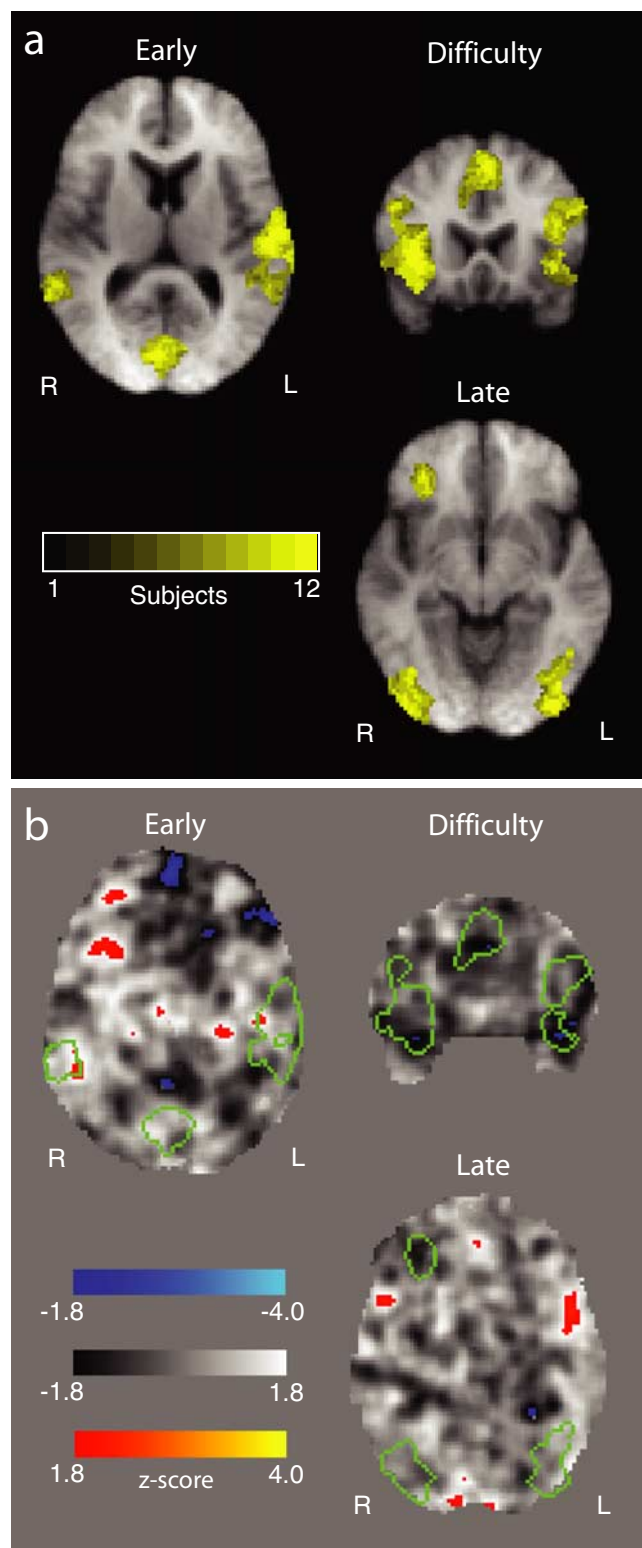 a
Early
Difficulty
R
L
Late
1
Subjects
12
R
L
b
Early
Difficulty
R
L
Late
-1.8
-4.0
-1.8
1.8
1.8
z-score
4.0
R
L